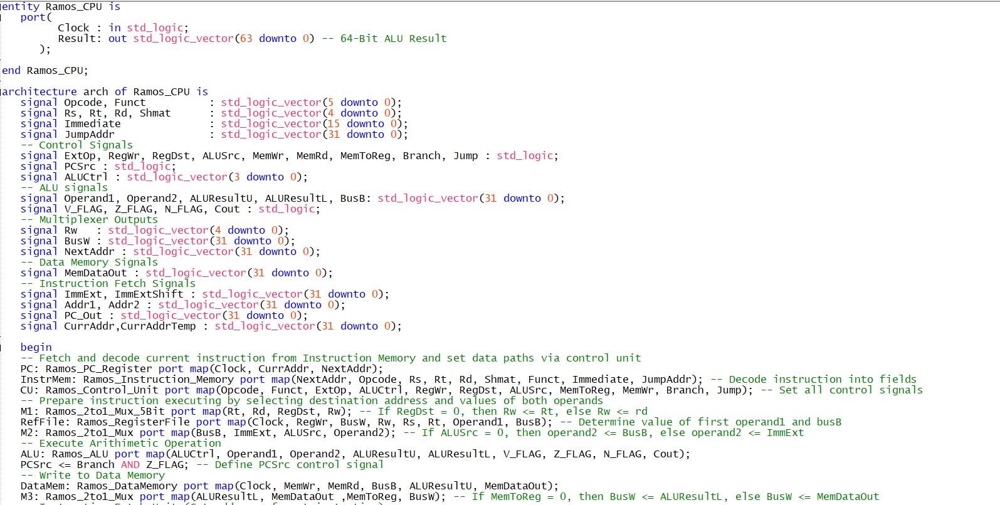 entity Ramos_CPU is
port(
Clock : in std_logic;
Result: out std_logic_vector(63 downto 0) -- 64-Bit ALU Result
);
end Ramos_CPU;
architecture arch of Ramos_CPU is
signal Opcode, Funct : std_logic_vector(5 downto 0);
signal Rs, Rt, Rd, Shmat : std_logic_vector(4 downto 0);
signal Immediate : std_logic_vector(15 downto 0);
signal JumpAddr : std_logic_vector(31 downto 0);
-- Control Signals
signal ExtOp, RegWr, RegDst, ALUSrc, MemWr, MemRd, MemToReg, Branch, Jump : std_logic;
signal PCSrc : std_logic;
signal ALUCtrl : std_logic_vector(3 downto 0);
-- ALU signals
signal Operand1, Operand2, ALUResultU, ALUResultL, BusB: std_logic_vector(31 downto 0);
signal V_FLAG, Z_FLAG, N_FLAG, Cout : std_logic;
-- Multiplexer Outputs
signal Rw : std_logic_vector(4 downto 0);
signal BusW : std_logic_vector(31 downto 0);
signal NextAddr : std_logic_vector(31 downto 0);
-- Data Memory Signals
signal MemDataOut : std_logic_vector(31 downto 0);
-- Instruction Fetch Signals
signal ImmExt, ImmExtShift : std_logic_vector(31 downto 0);
signal Addr1, Addr2 : std_logic_vector(31 downto 0);
signal PC_Out : std_logic_vector(31 downto 0);
signal CurrAddr,CurrAddrTemp : std_logic_vector(31 downto 0);
begin
-- Fetch and decode current instruction from Instruction Memory and set data paths via control unit
PC: Ramos_PC_Register port map(Clock, CurrAddr, NextAddr);
InstrMem: Ramos_Instruction_Memory port map(NextAddr, Opcode, Rs, Rt, Rd, Shmat, Funct, Immediate, JumpAddr); -- Decode instruction into fields
CU: Ramos_Control_Unit port map(Opcode, Funct, ExtOp, ALUCtrl, RegWr, RegDst, ALUSrc, MemToReg, MemWr, Branch, Jump); -- Set all control signals
-- Prepare instruction executing by selecting destination address and values of both operands
M1: Ramos_2to1_Mux_5Bit port map(Rt, Rd, RegDst, Rw); -- If RegDst = 0, then Rw <= Rt, else Rw <= rd
RefFile: Ramos_RegisterFile port map(Clock, RegWr, BusW, Rw, Rs, Rt, Operand1, BusB); -- Determine value of first operand1 and busB
M2: Ramos_2to1_Mux port map(BusB, ImmExt, ALUSrc, Operand2); -- If ALUSrc = 0, then operand2 <= BusB, else operand2 <= ImmExt
-- Execute Arithimetic Operation
ALU: Ramos_ALU port map(ALUCtrl, Operand1, Operand2, ALUResultU, ALUResultL, V_FLAG, Z_FLAG, N_FLAG, Cout);
PCSrc <= Branch AND Z_FLAG; -- Define PCSrc control signal
-- Write to Data Memory
DataMem: Ramos_DataMemory port map(Clock, MemWr, MemRd, BusB, ALUResultU, MemDataOut);
M3: Ramos_2to1_Mux port map(ALUResultL, MemDataOut ,MemToReg, BusW); -- If MemToReg = 0, then BusW <= ALUResultL, else BusW <= MemDataOut